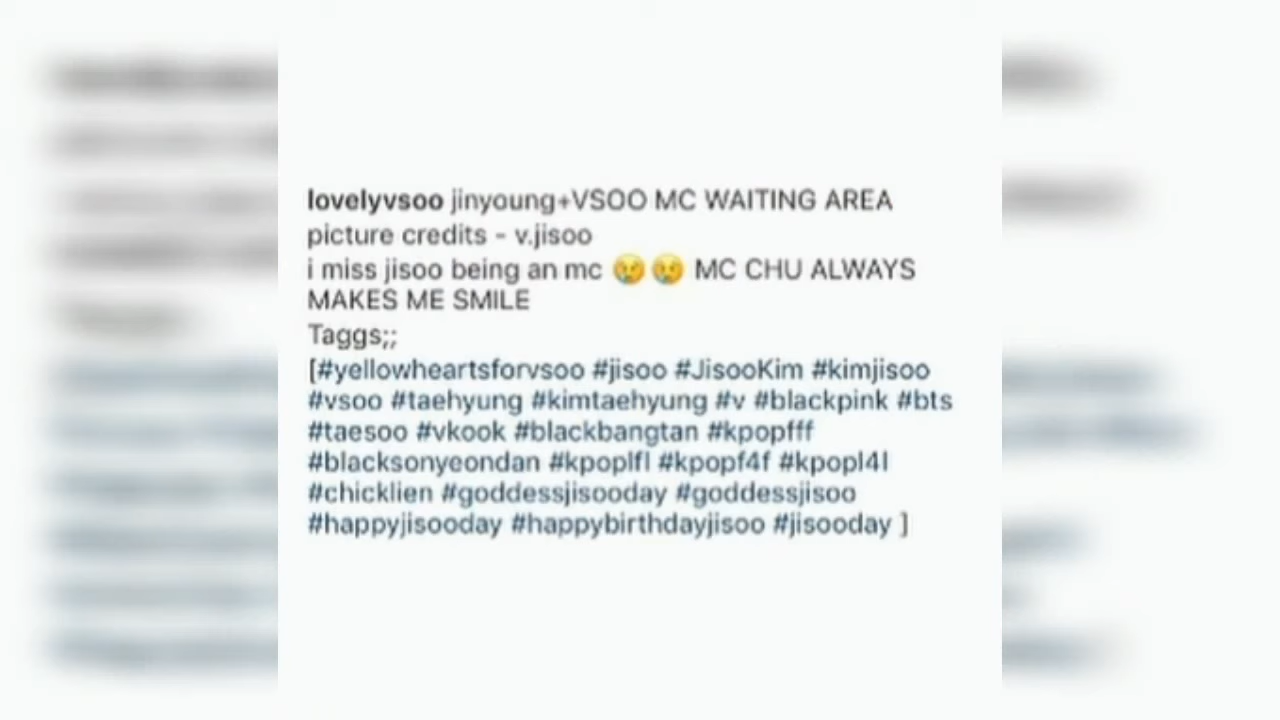 lovelyvsoo jinyoung+VSOO MC WAITING AREA
picture credits - v.jisoo
i miss jisoo being an mc 😢😢 MC CHU ALWAYS
MAKES ME SMILE
Taggs;;
[#yellowheartsforvsoo #jisoo #JisooKim #kimjisoo
#vsoo #taehyung #kimtaehyung #v #blackpink #bts
#taesoo #vkook #blackbangtan #kpopfff
#blacksonyeondan #kpoplfl #kpopf4f #kpopl4l
#chicklien #goddessjisooday #goddessjisoo
#happyjisooday #happybirthdayjisoo #jisooday ]